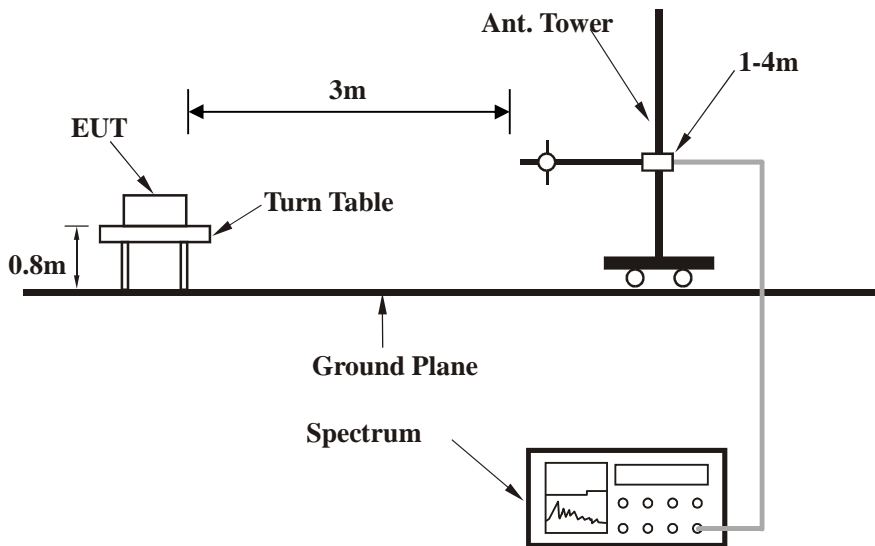 Ant. Tower
1-4m
3m
EUT
Turn Table
0.8m
Ground Plane
Spectrum